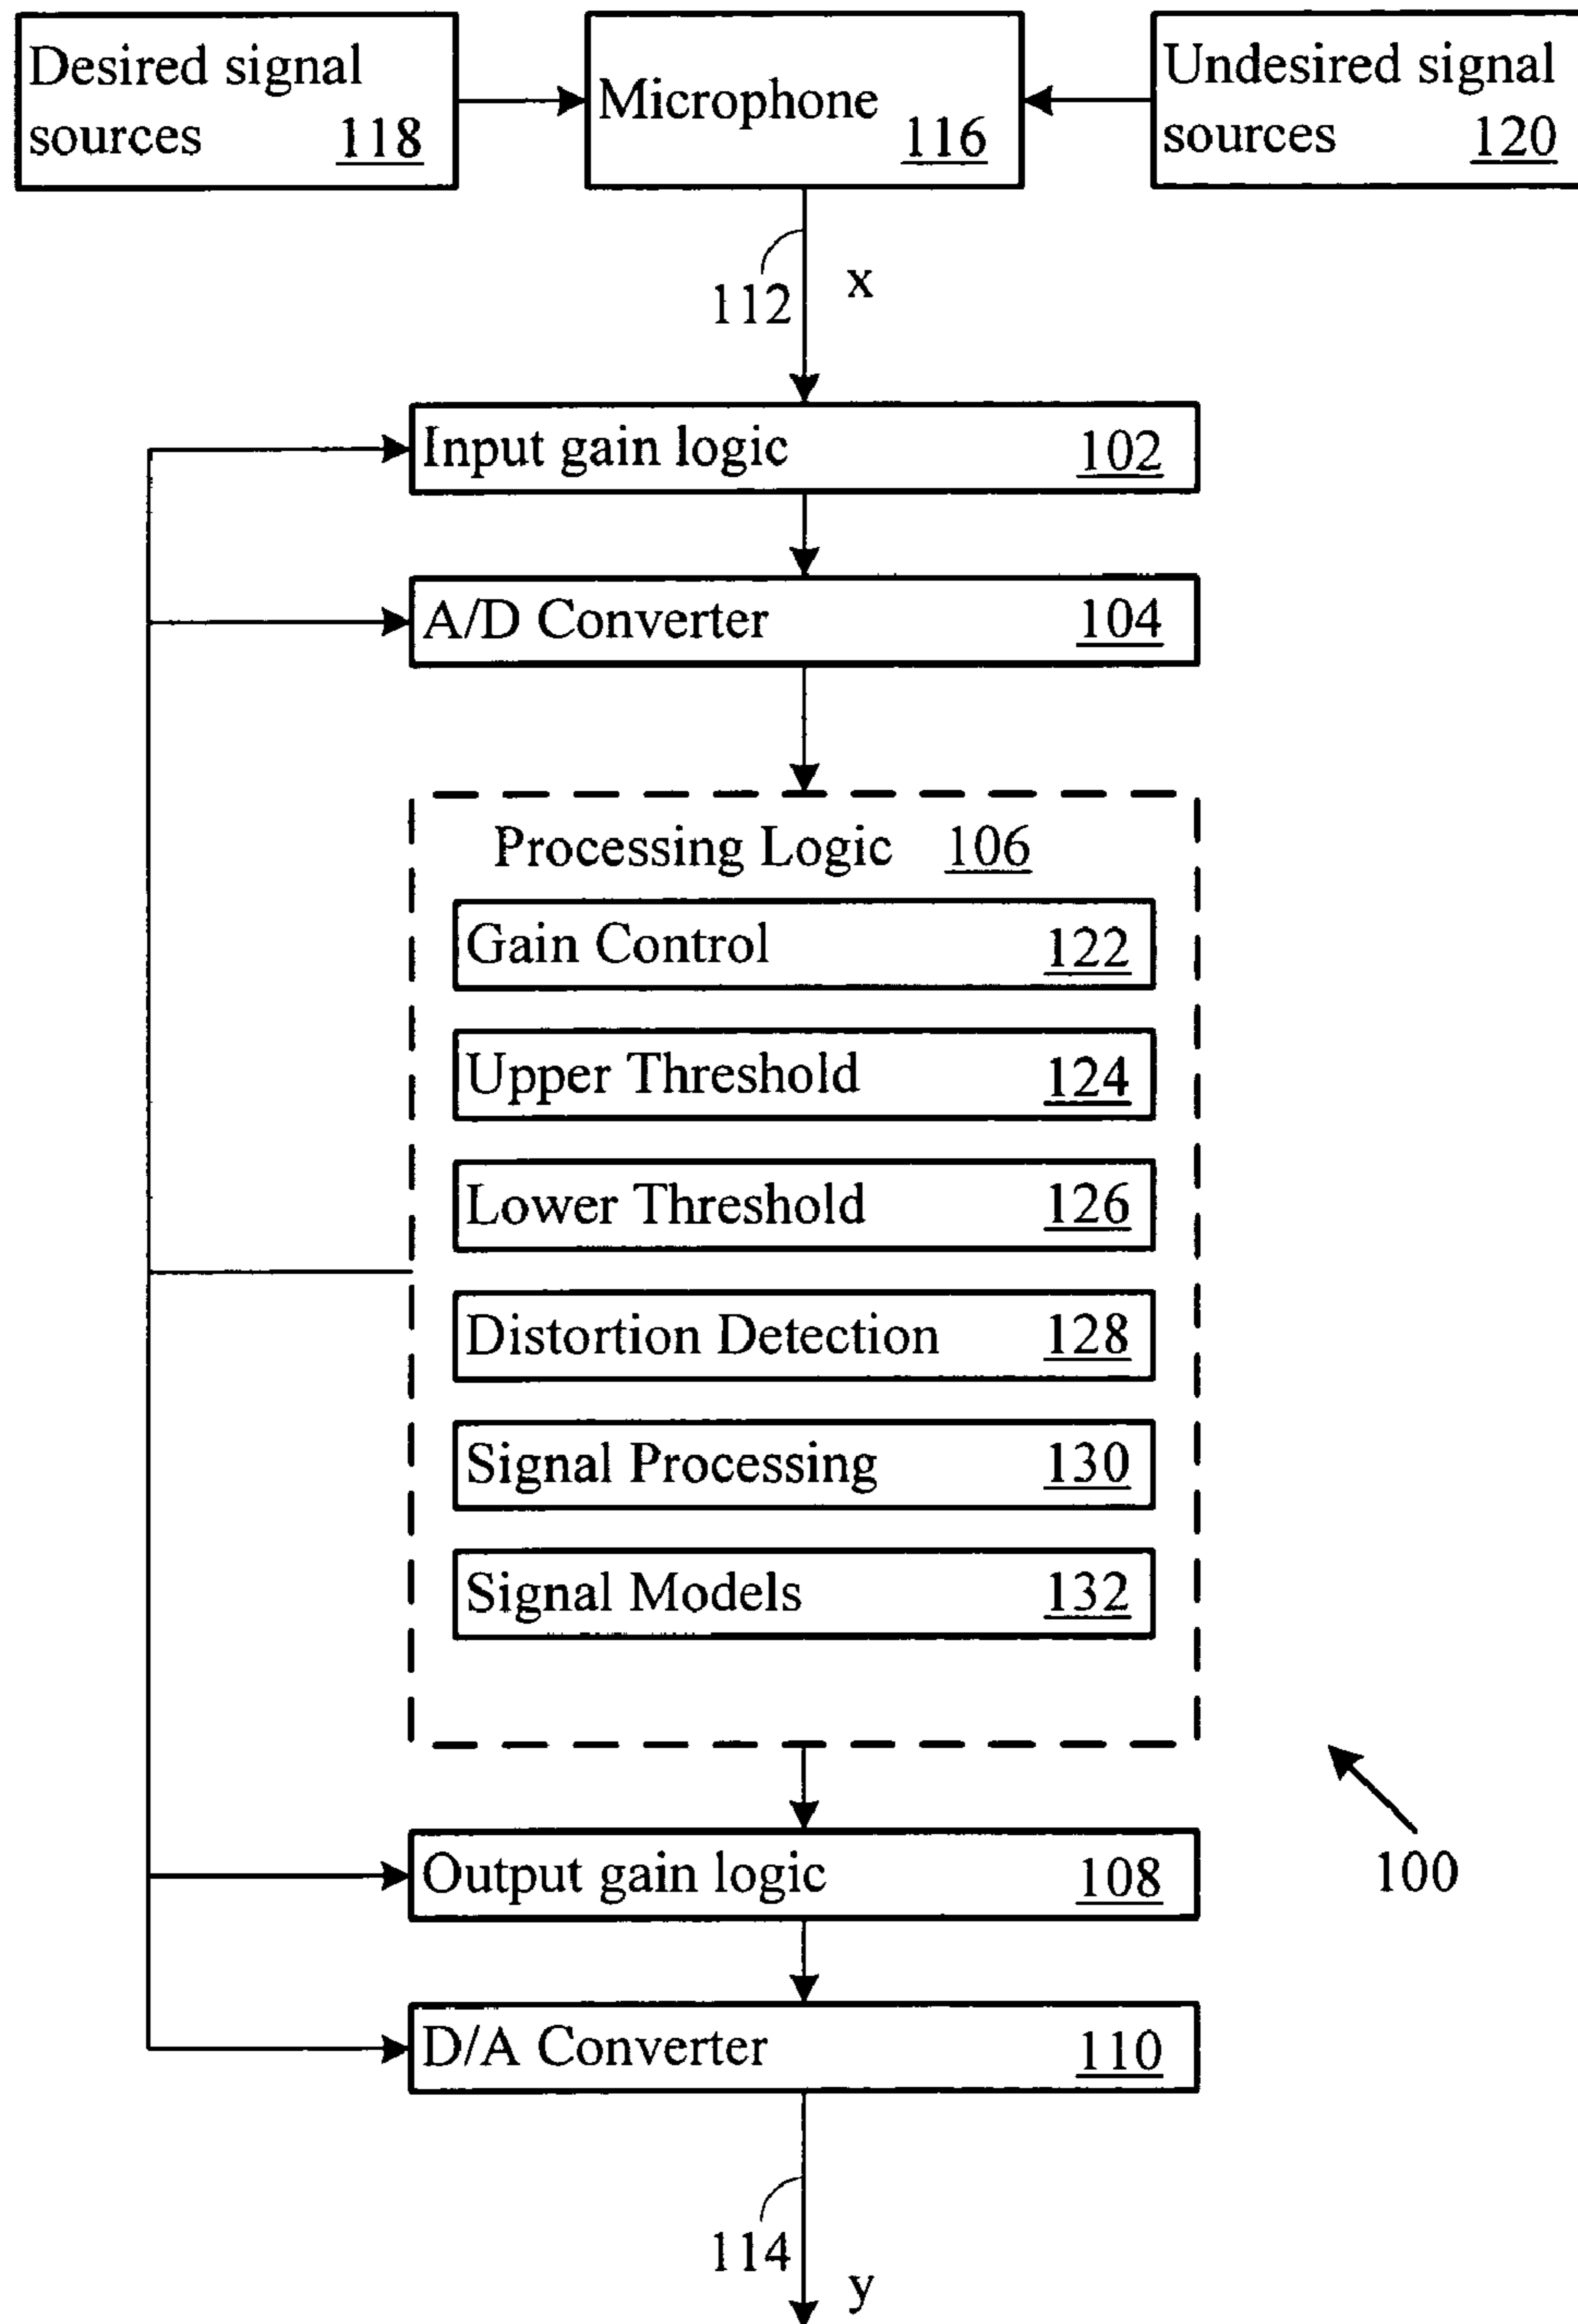 Desired signal
sources 118
Microphone 116
Undesired signal
sources 120
112 x
Input gain logic 102
A/D Converter 104
Processing Logic 106
Gain Control 122
Upper Threshold 124
Lower Threshold 126
Distortion Detection 128
Signal Processing 130
Signal Models 132
100
Output gain logic 108
D/A Converter 110
114
y